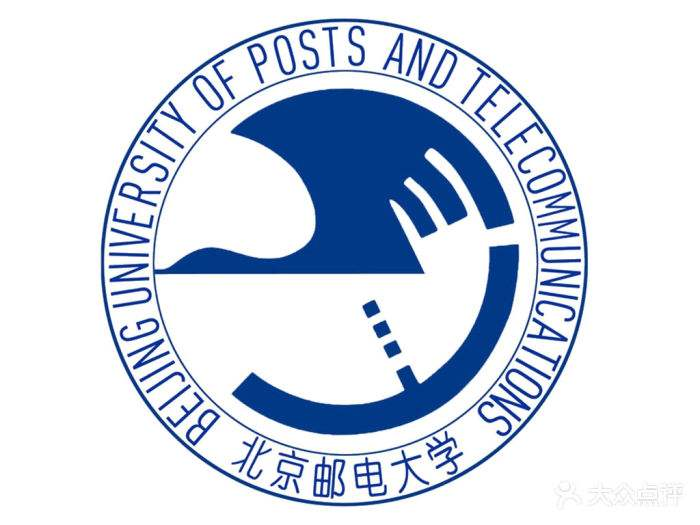 BEIJING UNIVERSITY OF POSTS AND TELECOMMUNICATIONS
北京邮电大学
大众点评